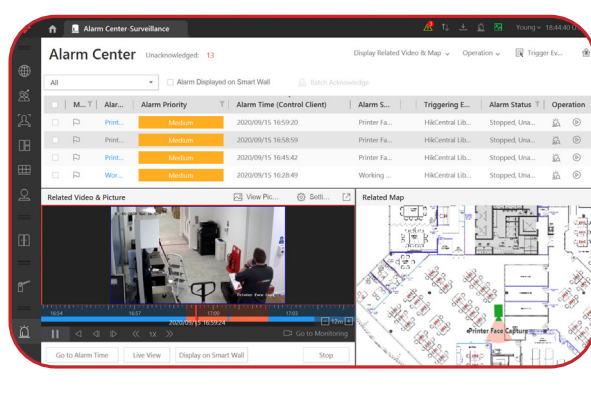 Alarm Center-Surveillance
Young 18:44:40
Alarm Center Unacknowledged: 13 Display Related Video & Map Operation Trigger Ev...
All Alarm Displayed on Smart Wall Batch Acknowledge
M... Alar... Alarm Priority Alarm Time (Control Client) Alarm S... Triggering E... Alarm Status Operation
Print... Medium 2020/09/15 16:59:20 Printer Fa... HikCentral Lib... Stopped, Una...
Print... Medium 2020/09/15 16:58:59 Printer Fa... HikCentral Lib... Stopped, Una...
Print... Medium 2020/09/15 16:45:42 Printer Fa... HikCentral Lib... Stopped, Una...
Wor... Medium 2020/09/15 16:28:49 Working ... HikCentral Lib... Stopped, Una...
Related Video & Picture View Pic... Setti... Related Map
Printer Face Capture
16:54 16:57 17:00 17:03
2020/09/15 16:59:24 12m
1X Go to Monitoring
Printer Face Capture
Go to Alarm Time Live View Display on Smart Wall Stop